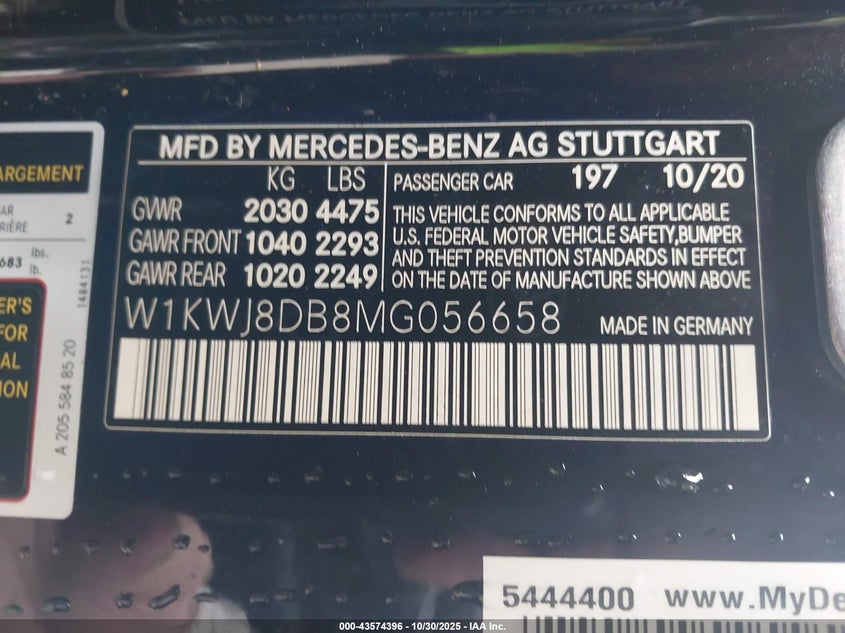 MFD BY MERCEDES-BENZ AG STUTTGART
KG LBS
GVWR 2030 4475
GAWR FRONT 1040 2293
GAWR REAR 1020 2249
PASSENGER CAR 197 10/20
THIS VEHICLE CONFORMS TO ALL APPLICABLE
U.S. FEDERAL MOTOR VEHICLE SAFETY,BUMPER
AND THEFT PREVENTION STANDARDS IN EFFECT
ON THE DATE OF MANUFACTURE SHOWN ABOVE
W1KWJ8DB8MG056658
MADE IN GERMANY
ARGEMENT
AR
RIÈRE 2
683 lbs.
lb.
1484131
ER'S
FOR
AL
ION
A 205 584 85 20
5444400 www.MyDe
000-43574396 - 10/30/2025 - IAA Inc.